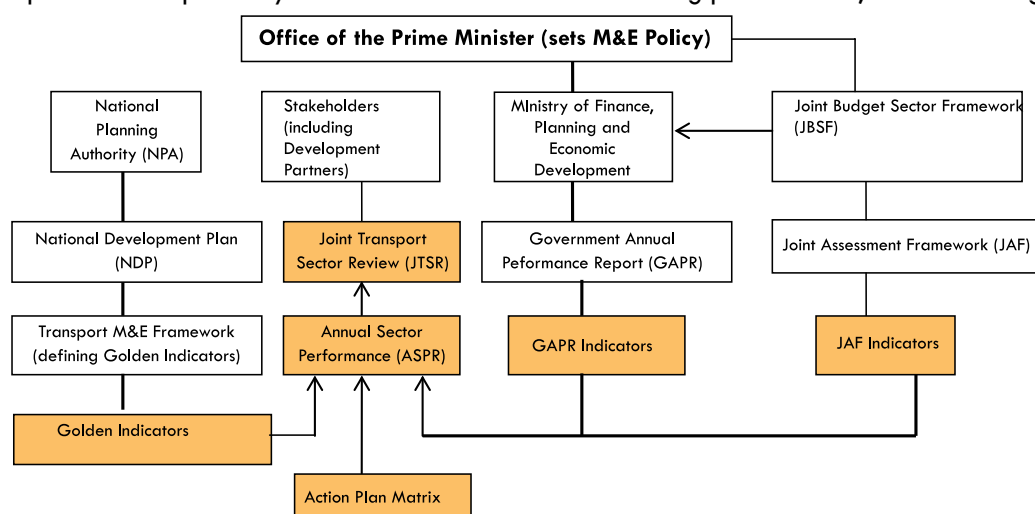 Office of the Prime Minister (sets M&E Policy)
National
Planning
Authority (NPA)
Stakeholders
(including
Development
Partners)
MInistry of Finance,
Planning and
Economic
Development
Joint Budget Sector Framework
(JBSF)
National Development Plan
(NDP)
Joint Transport
Sector Review (JTSR)
Government Annual
Peformance Report (GAPR)
Joint Assessment Framework (JAF)
Transport M&E Framework
(defining Golden Indicators)
Annual Sector
Performance (ASPR)
GAPR Indicators
JAF Indicators
Golden Indicators
Action Plan Matrix